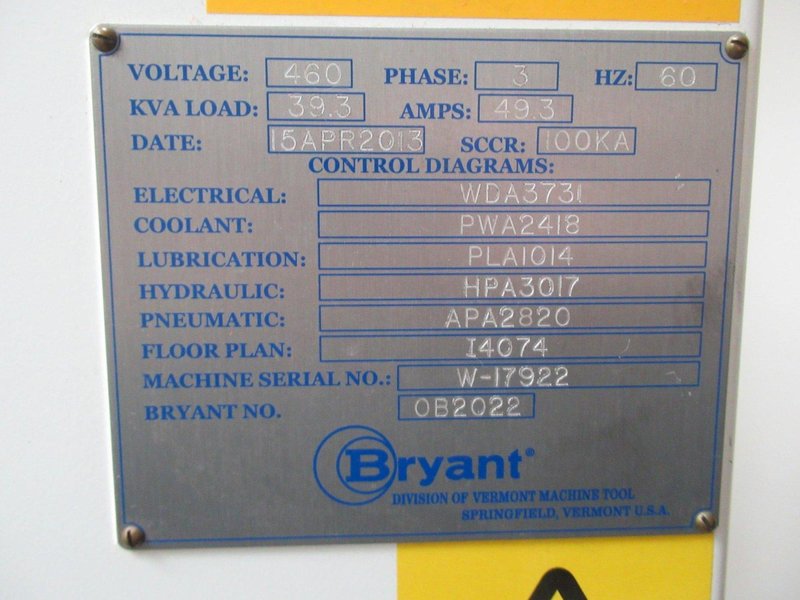 VOLTAGE: 460 PHASE: 3 HZ: 60
KVA LOAD: 39.3 AMPS: 49.3
DATE: 15APR2013 SCCR: 100KA
CONTROL DIAGRAMS:
ELECTRICAL: WDA3731
COOLANT: PWA2418
LUBRICATION: PLA1014
HYDRAULIC: HPA3017
PNEUMATIC: APA2820
FLOOR PLAN: I4074
MACHINE SERIAL NO.: W-17922
BRYANT NO. OB2022
Bryant®
DIVISION OF VERMONT MACHINE TOOL
SPRINGFIELD, VERMONT U.S.A.